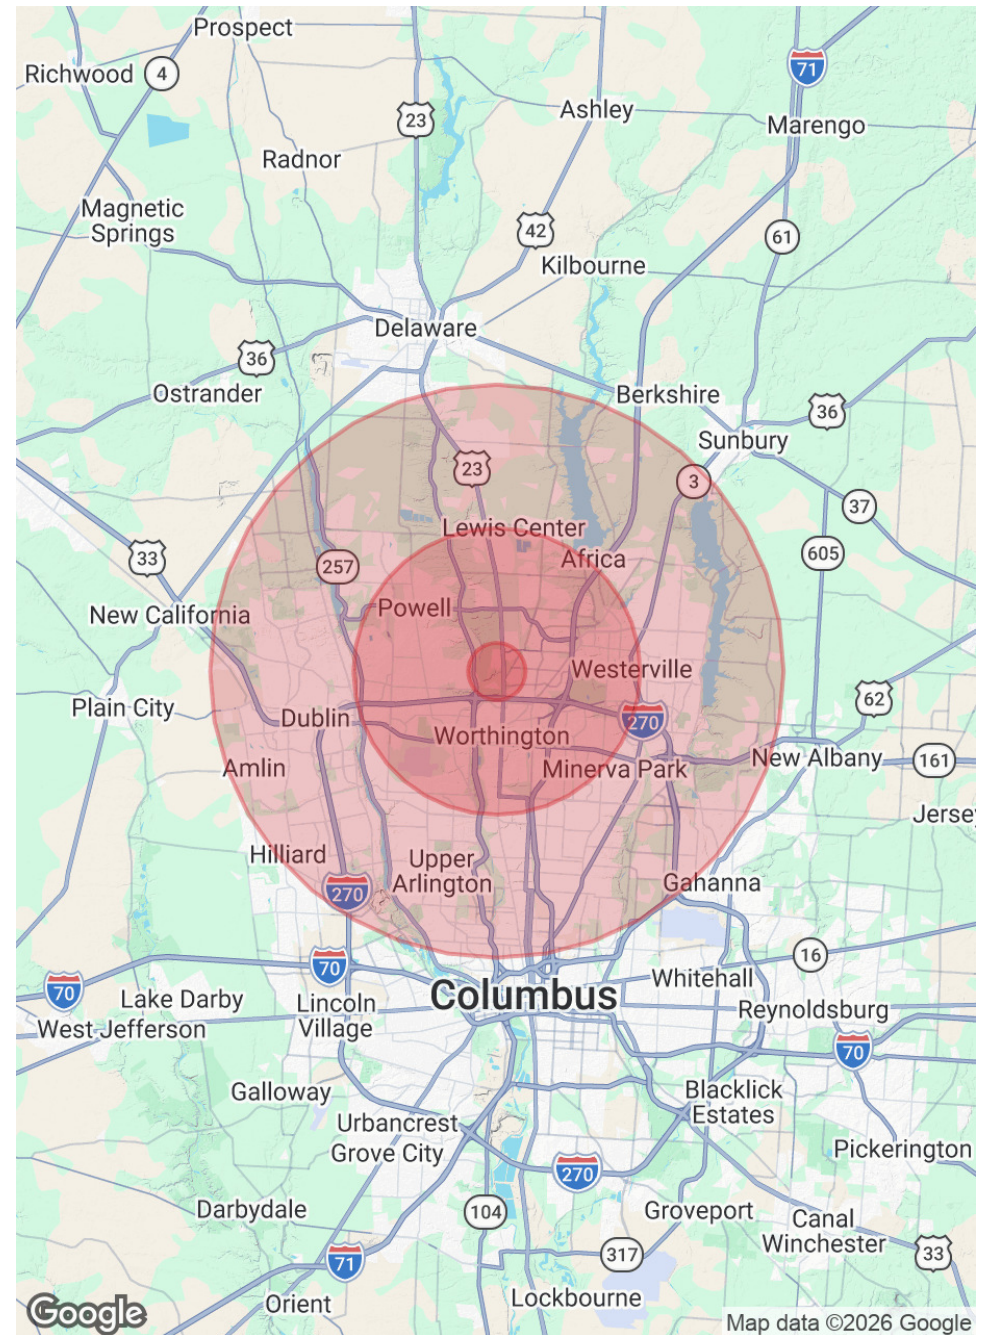 Prospect
71
Richwood
4
Ashley
23
Marengo
Radnor
Magnetic
Springs
42
61
Kilbourne
Delaware
36
Ostrander
Berkshire
36
Sunbury
23
3
37
Lewis Center
33
257
Africa
605
Powell
New California
Westerville
62
Plain City
Dublin
270
Worthington
New Albany
161
Amlin
Minerva Park
Jersey
Hilliard
Upper
Arlington
Gahanna
270
16
70
70
Whitehall
Columbus
Lake Darby
Lincoln
Village
Reynoldsburg
West Jefferson
70
Galloway
Blacklick
Estates
Urbancrest
Grove City
Pickerington
270
Darbydale
104
Groveport
Canal
Winchester
317
33
71
Orient
Lockbourne
Google
Map data ©2026 Google